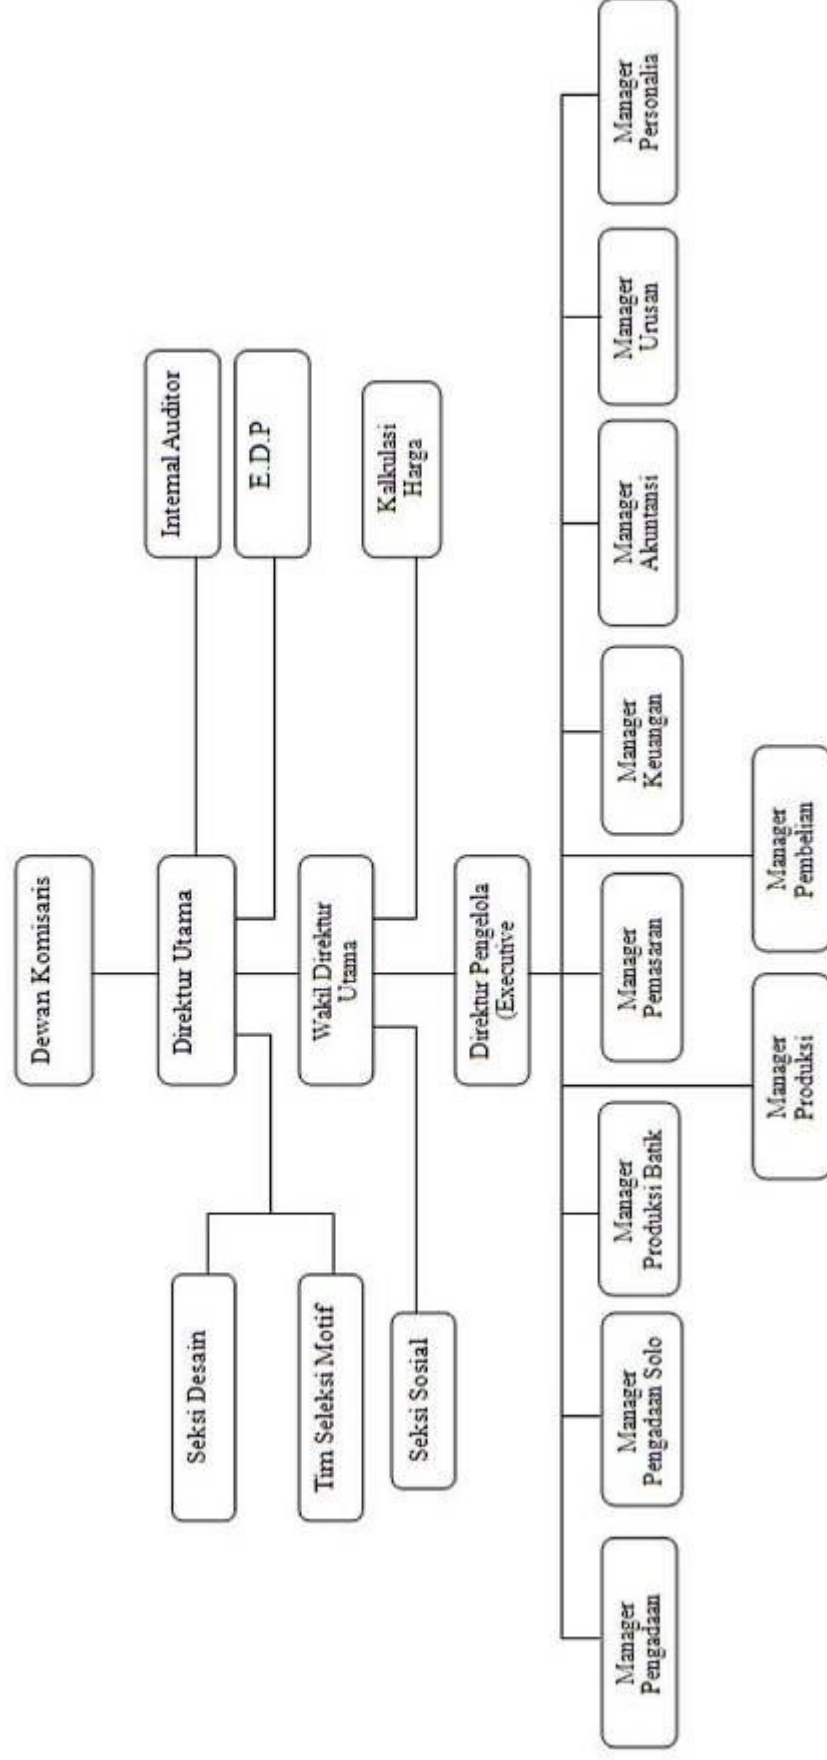 Dewan Komisaris
Direktur Utama
Internal Auditor
E.D.P
Seksi Desain
Tim Seleksi Motif
Wakil Direktur
Utama
Kalkulasi
Harga
Seksi Sosial
Direktur Pengelola
(Executive
Manager
Pengadaan
Manager
Pengadaan Solo
Manager
Produksi Batik
Manager
Pemasaran
Manager
Keuangan
Manager
Akuntansi
Manager
Urusan
Manager
Personalia
Manager
Produksi
Manager
Pembelian